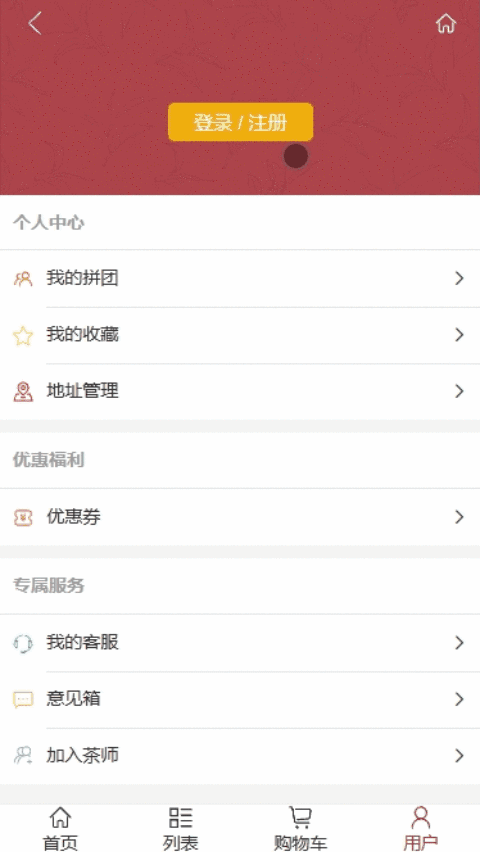 登录 / 注册
个人中心
我的拼团
我的收藏
地址管理
优惠福利
优惠券
专属服务
我的客服
意见箱
加入茶师
首页 列表 购物车 用户